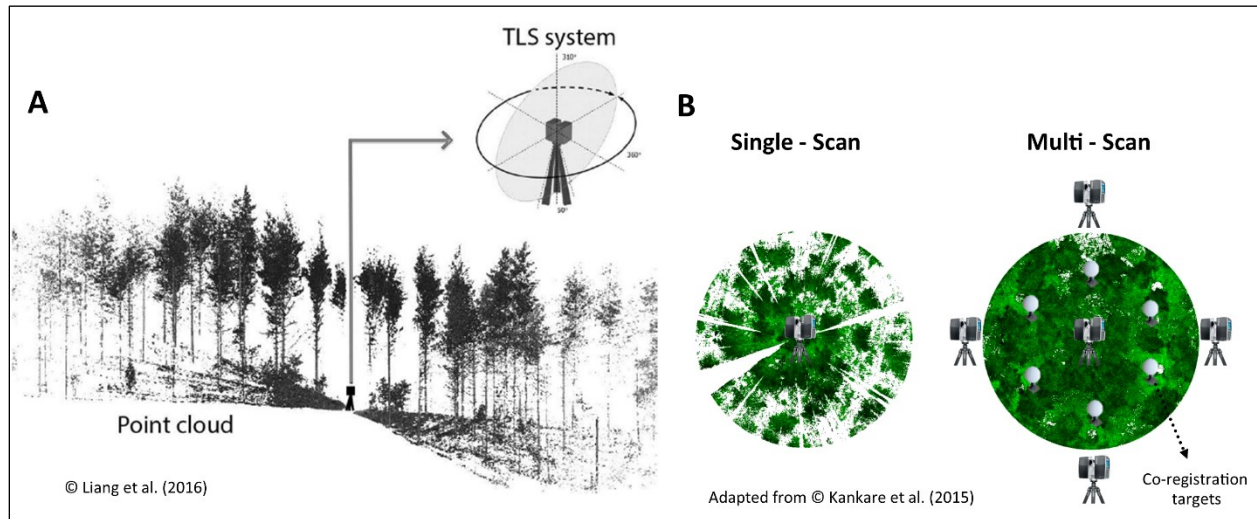 A
TLS system
310°
360°
90°
Point cloud
© Liang et al. (2016)
B
Single - Scan
Multi - Scan
Adapted from © Kankare et al. (2015)
Co-registration
targets